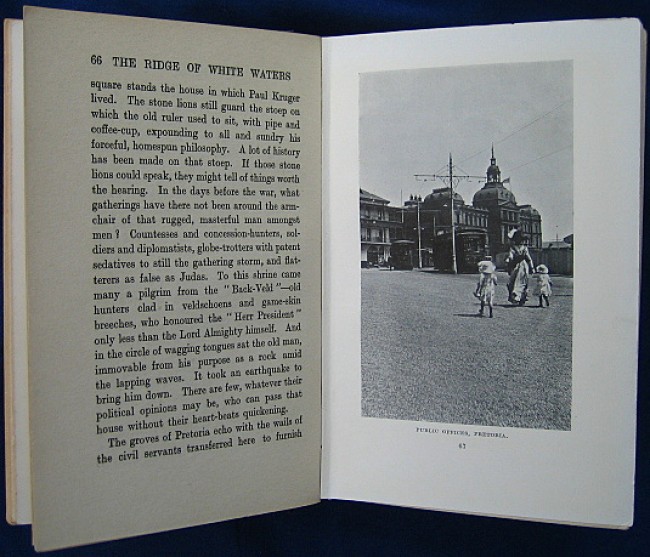 66 THE RIDGE OF WHITE WATERS
square stands the house in which Paul Kruger
lived. The stone lions still guard the stoep on
which the old ruler used to sit, with pipe and
coffee-cup, expounding to all and sundry his
forceful, homespun philosophy. A lot of history
has been made on that stoep. If those stone
lions could speak, they might tell of things worth
the hearing. In the days before the war, what
gatherings have there not been around the arm-
chair of that rugged, masterful man amongst
men? Countesses and concession-hunters, sol-
diers and diplomatists, globe-trotters with patent
sedatives to still the gathering storm, and flat-
terers as false as Judas. To this shrine came
many a pilgrim from the "Back-Veld"—old
hunters clad in veldschoens and game-skin
breeches, who honoured the "Herr President"
only less than the Lord Almighty himself. And
in the circle of wagging tongues sat the old man,
immovable from his purpose as a rock amid
the lapping waves. It took an earthquake to
bring him down. There are few, whatever their
political opinions may be, who can pass that
house without their heart-beats quickening.
The groves of Pretoria echo with the wails of
the civil servants transferred here to furnish
PUBLIC OFFICES, PRETORIA.
67